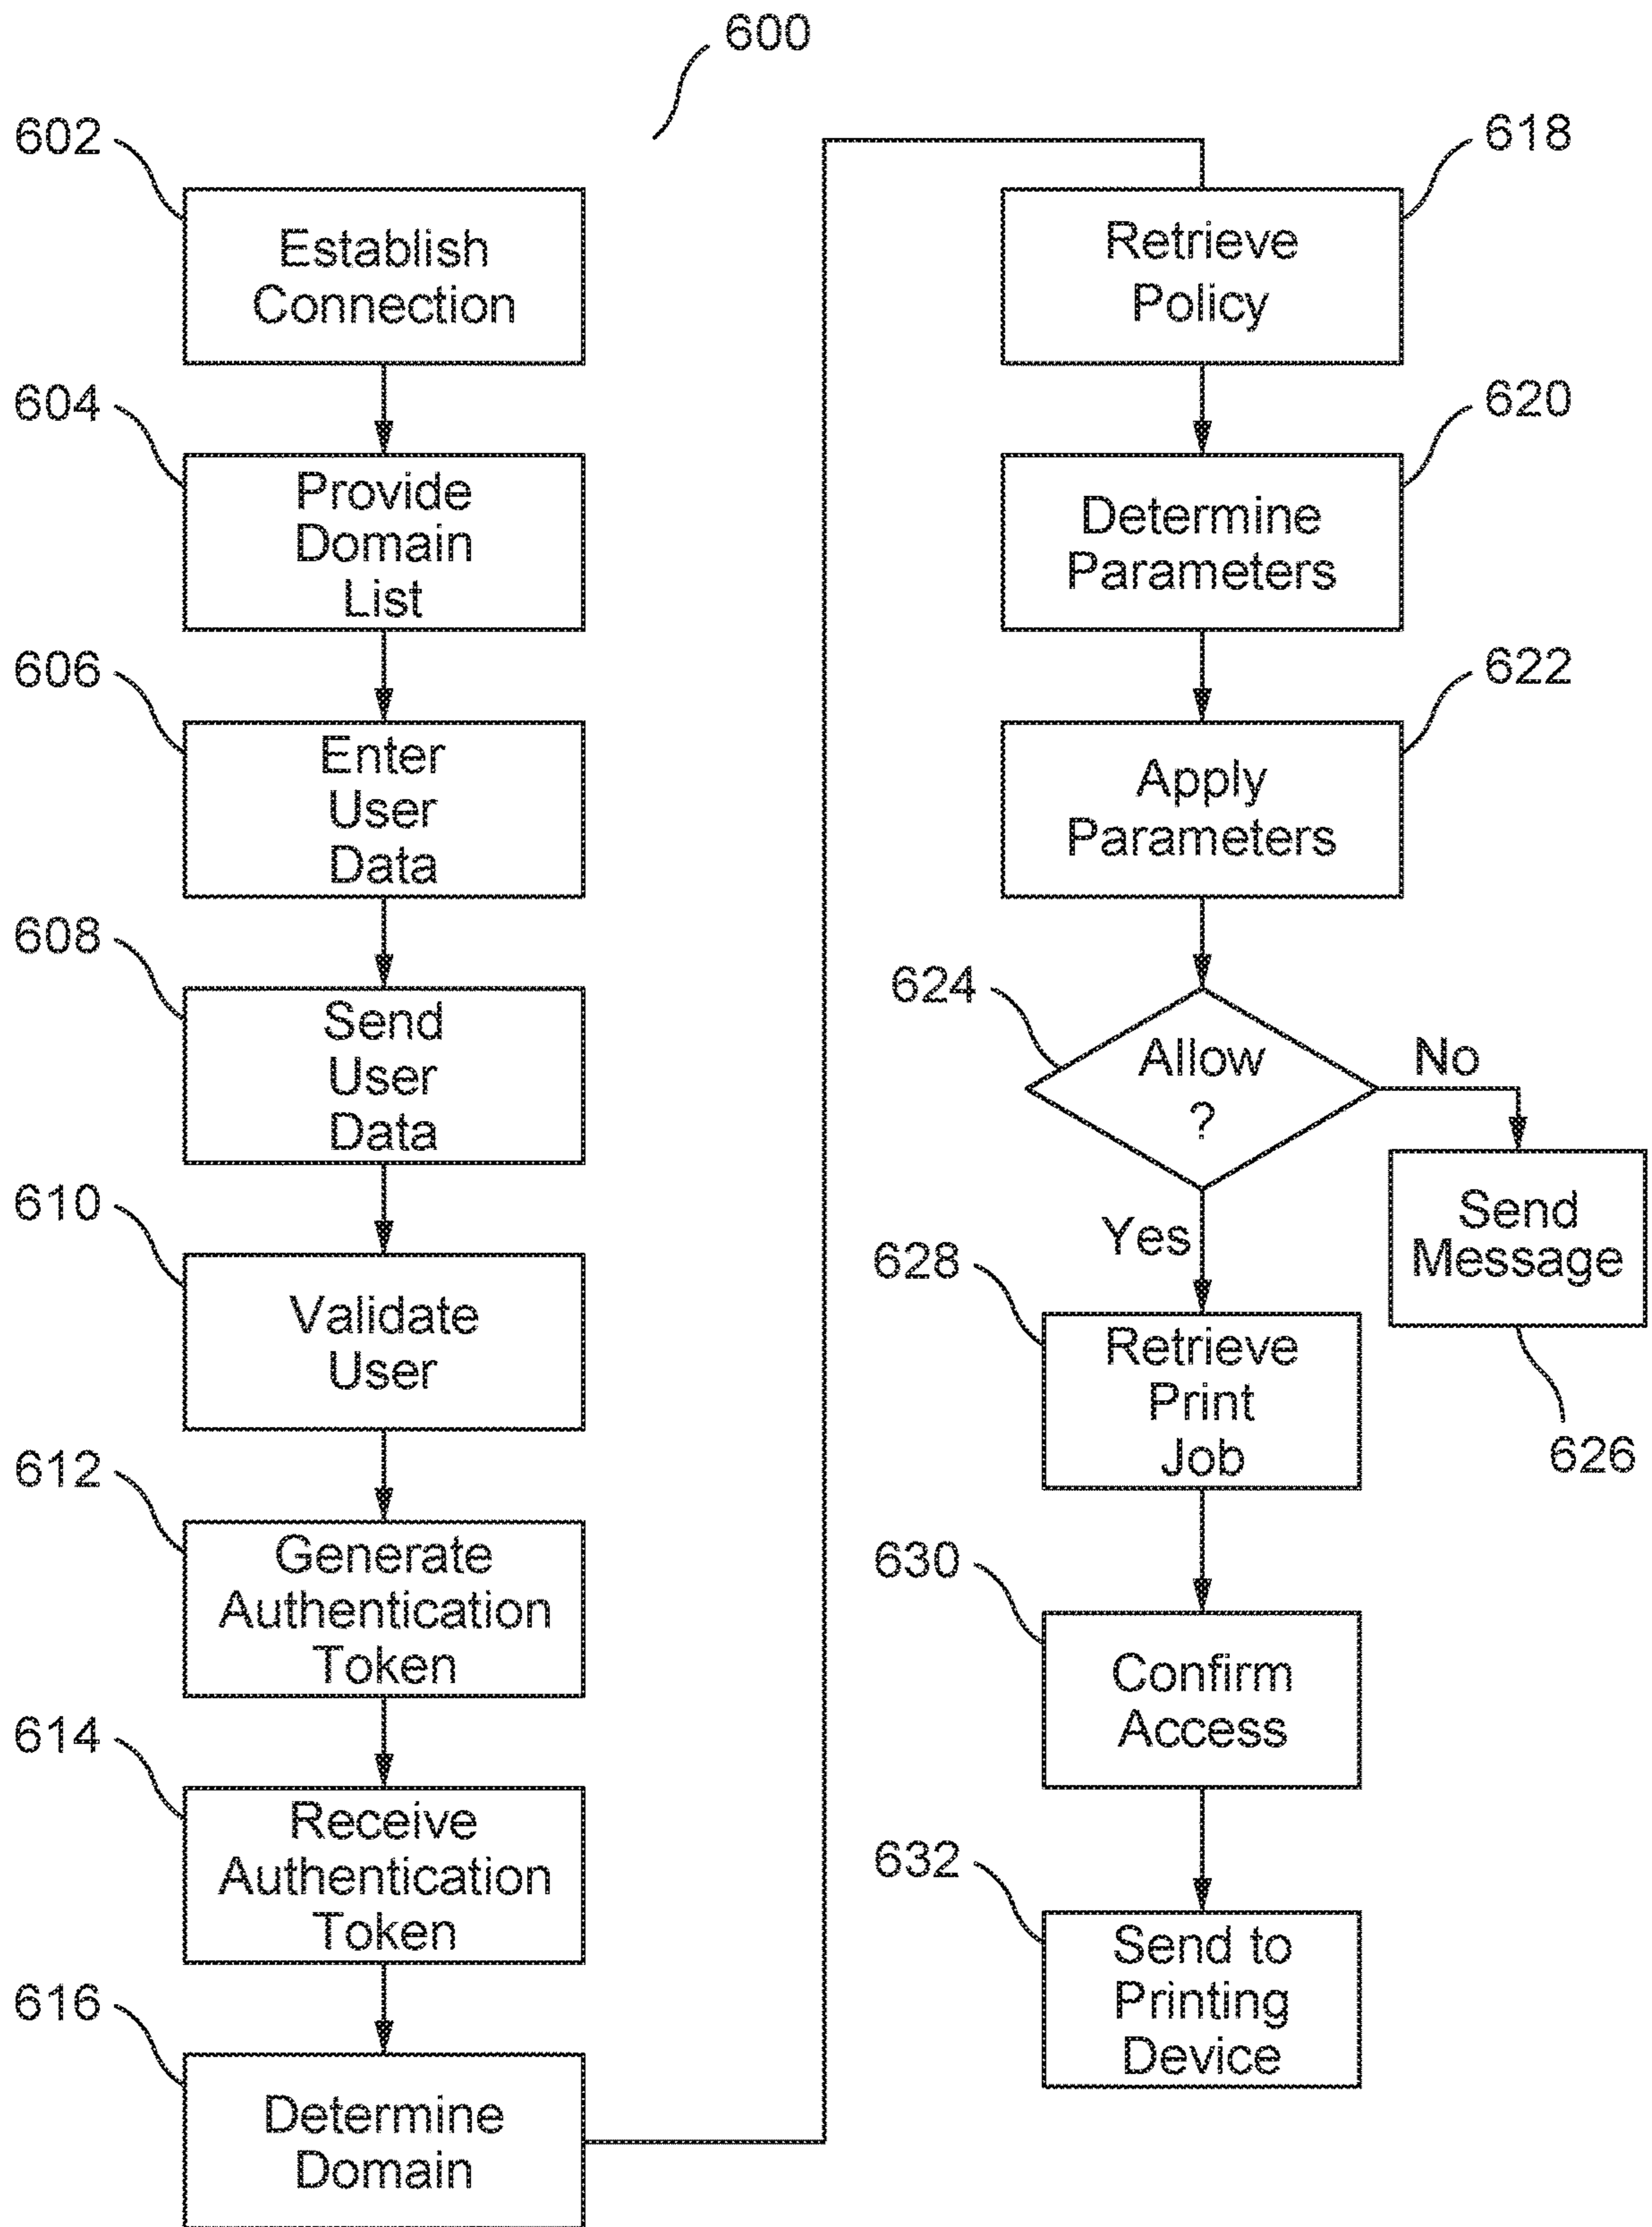 600
602
Establish
Connection
604
Provide
Domain
List
606
Enter
User
Data
608
Send
User
Data
610
Validate
User
612
Generate
Authentication
Token
614
Receive
Authentication
Token
616
Determine
Domain
618
Retrieve
Policy
620
Determine
Parameters
622
Apply
Parameters
624
Allow
?
No
Send
Message
626
Yes
628
Retrieve
Print
Job
630
Confirm
Access
632
Send to
Printing
Device